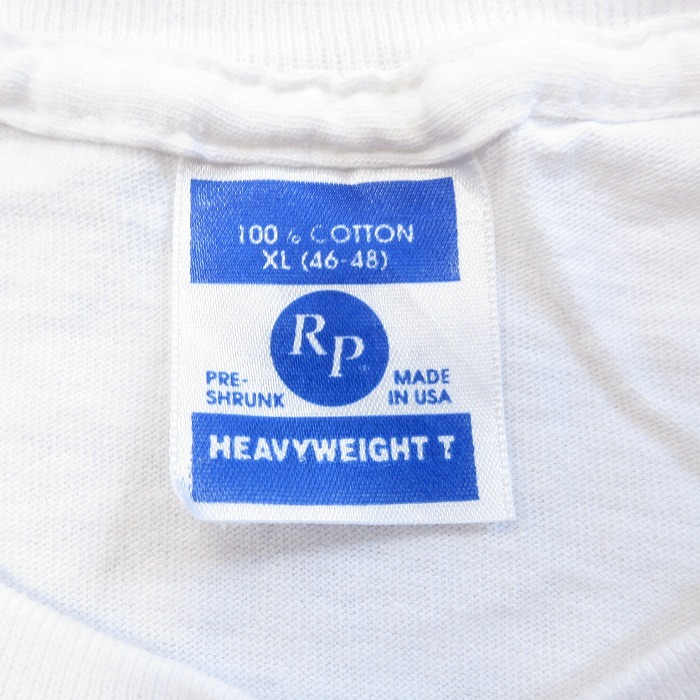 100 % COTTON
XL (46-48)
RP
PRE-
SHRUNK
MADE
IN USA
HEAVYWEIGHT T